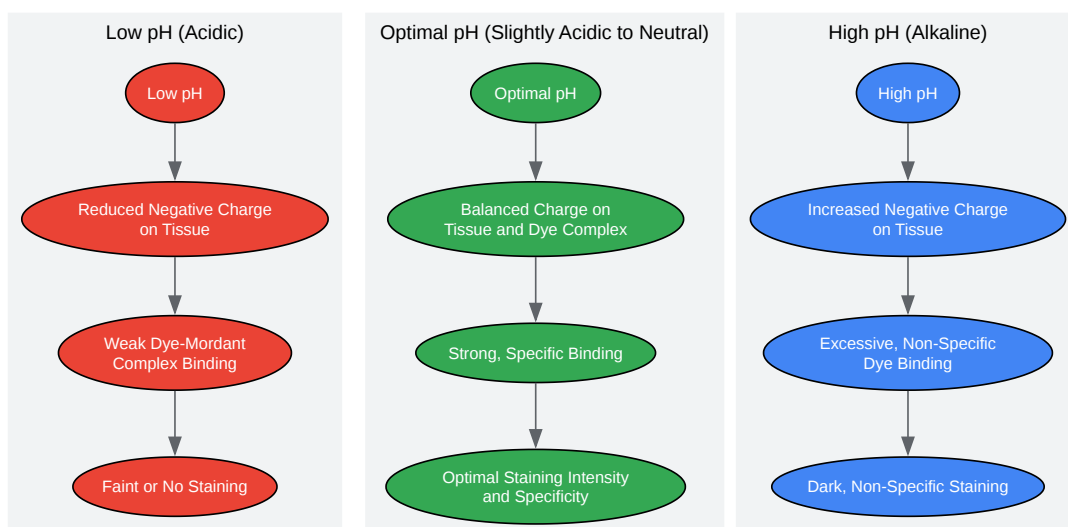 Low pH (Acidic)
Low pH
Reduced Negative Charge
on Tissue
Weak Dye-Mordant
Complex Binding
Faint or No Staining
Optimal pH (Slightly Acidic to Neutral)
Optimal pH
Balanced Charge on
Tissue and Dye Complex
Strong, Specific Binding
Optimal Staining Intensity
and Specificity
High pH (Alkaline)
High pH
Increased Negative Charge
on Tissue
Excessive, Non-Specific
Dye Binding
Dark, Non-Specific Staining